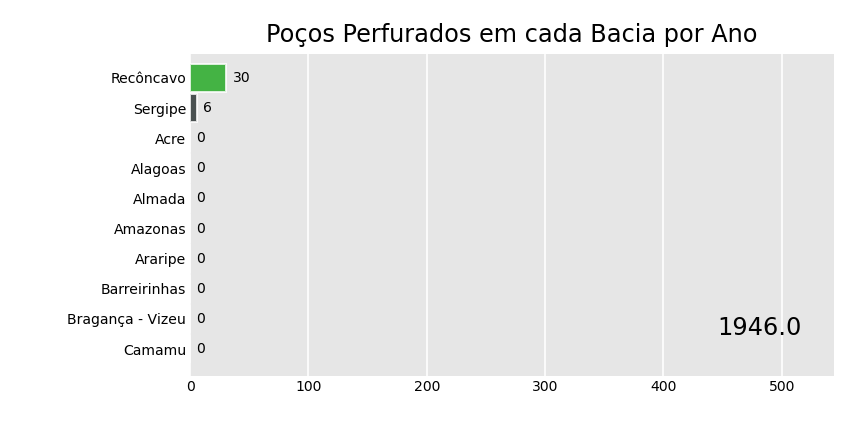 Poços Perfurados em cada Bacia por Ano
Recôncavo 30
Sergipe 6
Acre 0
Alagoas 0
Almada 0
Amazonas 0
Araripe 0
Barreirinhas 0
Bragança - Vizeu 0
1946.0
Camamu 0
0 100 200 300 400 500